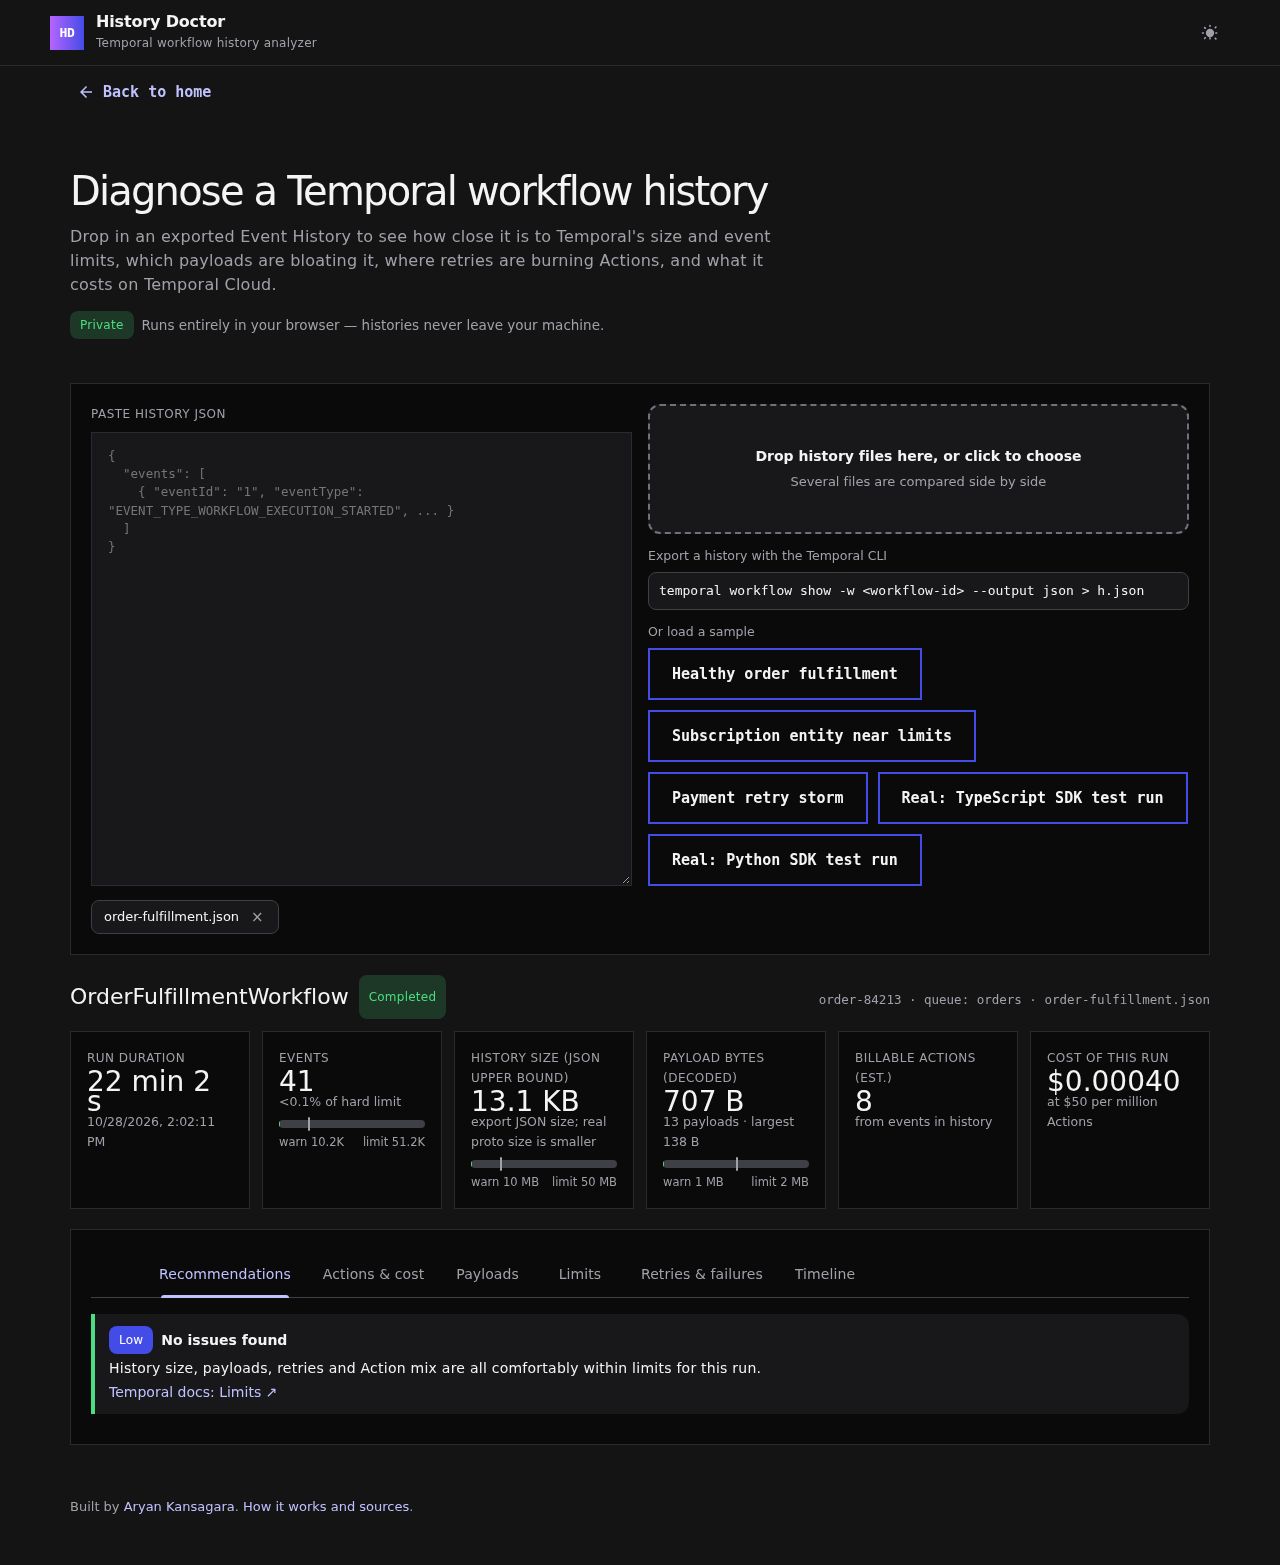 HD
History Doctor
Temporal workflow history analyzer
← Back to home
Diagnose a Temporal workflow history
Drop in an exported Event History to see how close it is to Temporal's size and event
limits, which payloads are bloating it, where retries are burning Actions, and what it
costs on Temporal Cloud.
Private Runs entirely in your browser — histories never leave your machine.
PASTE HISTORY JSON
{
  "events": [
    { "eventId": "1", "eventType":
"EVENT_TYPE_WORKFLOW_EXECUTION_STARTED", ... }
  ]
}
Drop history files here, or click to choose
Several files are compared side by side
Export a history with the Temporal CLI
temporal workflow show -w <workflow-id> --output json > h.json
Or load a sample
Healthy order fulfillment
Subscription entity near limits
Payment retry storm
Real: TypeScript SDK test run
Real: Python SDK test run
order-fulfillment.json ×
OrderFulfillmentWorkflow Completed
order-84213 · queue: orders · order-fulfillment.json
RUN DURATION
22 min 2
s
10/28/2026, 2:02:11
PM
EVENTS
41
<0.1% of hard limit
warn 10.2K limit 51.2K
HISTORY SIZE (JSON
UPPER BOUND)
13.1 KB
export JSON size; real
proto size is smaller
warn 10 MB limit 50 MB
PAYLOAD BYTES
(DECODED)
707 B
13 payloads · largest
138 B
warn 1 MB limit 2 MB
BILLABLE ACTIONS
(EST.)
8
from events in history
COST OF THIS RUN
$0.00040
at $50 per million
Actions
Recommendations Actions & cost Payloads Limits Retries & failures Timeline
Low No issues found
History size, payloads, retries and Action mix are all comfortably within limits for this run.
Temporal docs: Limits ↗
Built by Aryan Kansagara. How it works and sources.